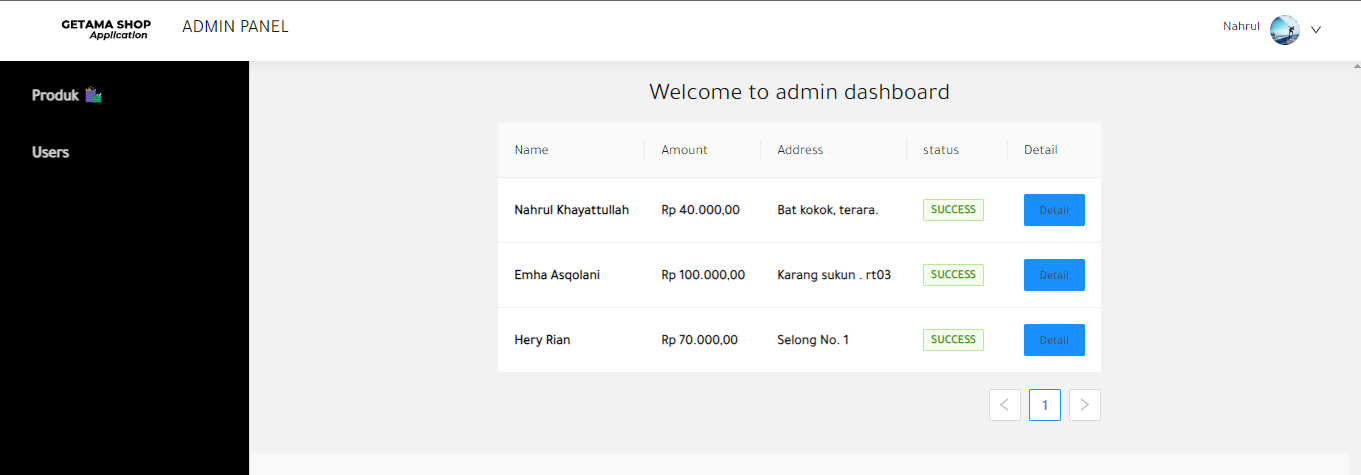 GETAMA SHOP
Application
ADMIN PANEL
Nahrul
Produk
Users
Welcome to admin dashboard
Name Amount Address status Detail
Nahrul Khayattullah Rp 40.000,00 Bat kokok, terara. SUCCESS Detail
Emha Asqolani Rp 100.000,00 Karang sukun . rt03 SUCCESS Detail
Hery Rian Rp 70.000,00 Selong No. 1 SUCCESS Detail
< 1 >